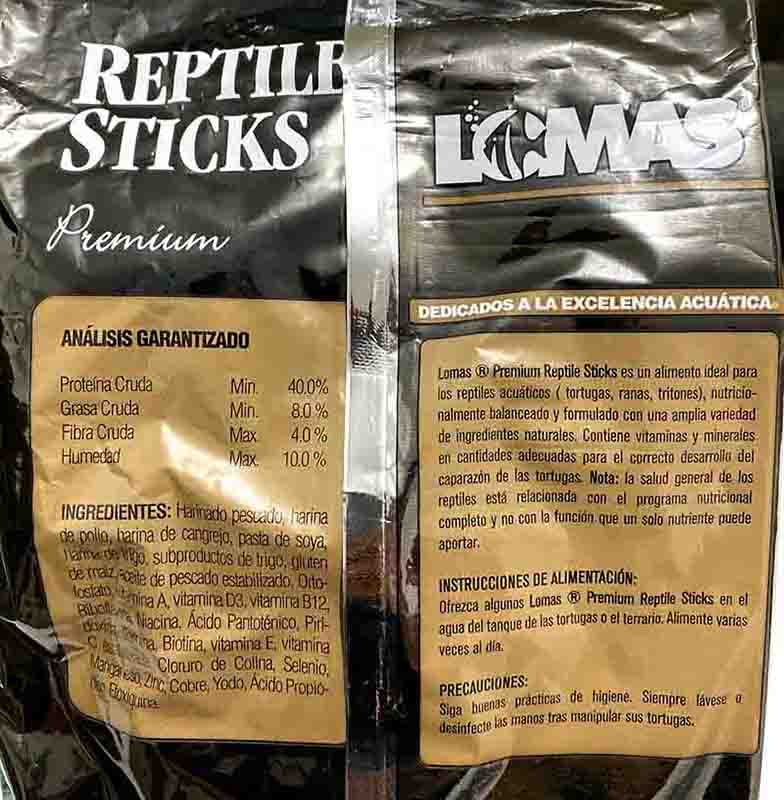 REPTILE
STICKS
Premium
ANÁLISIS GARANTIZADO
Proteína Cruda Min. 40.0%
Grasa Cruda Min. 8.0 %
Fibra Cruda Max. 4.0 %
Humedad Max. 10.0 %
INGREDIENTES: Harinado pescado, harina
de pollo, harina de cangrejo, pasta de soya,
harina de trigo, subproductos de trigo, gluten
de maíz, aceite de pescado estabilizado, Orto-
fosfato, A, vitamina D3, vitamina B12,
Niacina, Ácido Pantoténico, Piri-
Biotina, vitamina E, vitamina
C Cloruro de Colina, Selenio,
Manganeso, Zinc, Cobre, Yodo, Ácido Propió-
Etoxiquina.
LOMAS
DEDICADOS A LA EXCELENCIA ACUÁTICA
Lomas ® Premium Reptile Sticks es un alimento ideal para
los reptiles acuáticos ( tortugas, ranas, tritones), nutricio-
nalmente balanceado y formulado con una amplia variedad
de ingredientes naturales. Contiene vitaminas y minerales
en cantidades adecuadas para el correcto desarrollo del
caparazón de las tortugas. Nota: la salud general de los
reptiles está relacionada con el programa nutricional
completo y no con la función que un solo nutriente puede
aportar.
INSTRUCCIONES DE ALIMENTACIÓN:
Ofrezca algunos Lomas ® Premium Reptile Sticks en el
agua del tanque de las tortugas o el terrario. Alimente varias
veces al día.
PRECAUCIONES:
Siga buenas prácticas de higiene. Siempre lávese o
desinfecte las manos tras manipular sus tortugas.